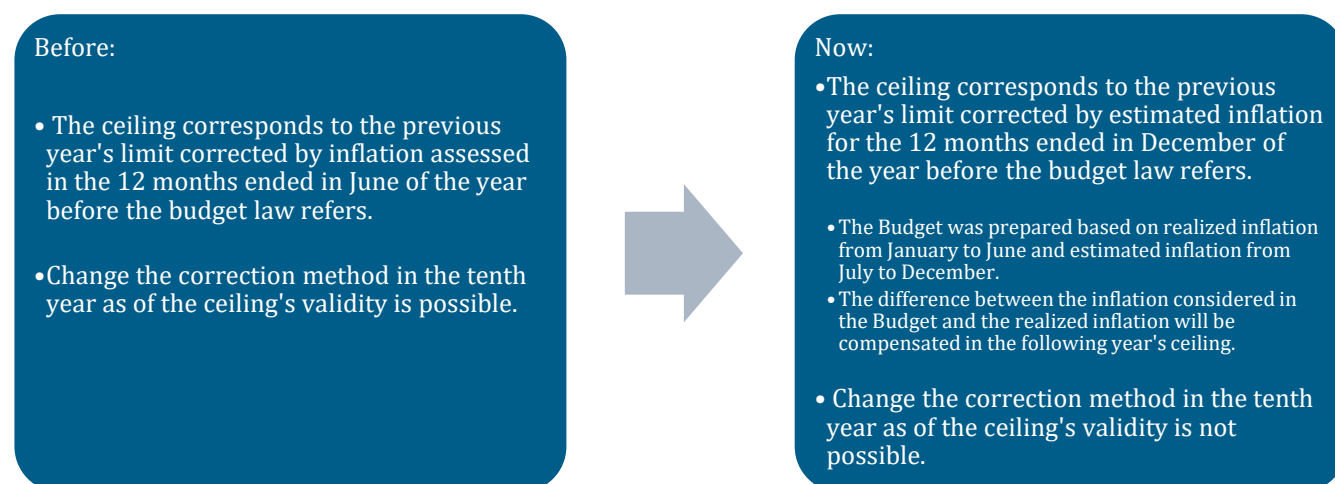 Before:
• The ceiling corresponds to the previous
year's limit corrected by inflation assessed
in the 12 months ended in June of the year
before the budget law refers.
•Change the correction method in the tenth
year as of the ceiling's validity is possible.
Now:
•The ceiling corresponds to the previous
year's limit corrected by estimated inflation
for the 12 months ended in December of
the year before the budget law refers.
•The Budget was prepared based on realized inflation
from January to June and estimated inflation from
July to December.
•The difference between the inflation considered in
the Budget and the realized inflation will be
compensated in the following year's ceiling.
• Change the correction method in the tenth
year as of the ceiling's validity is not
possible.